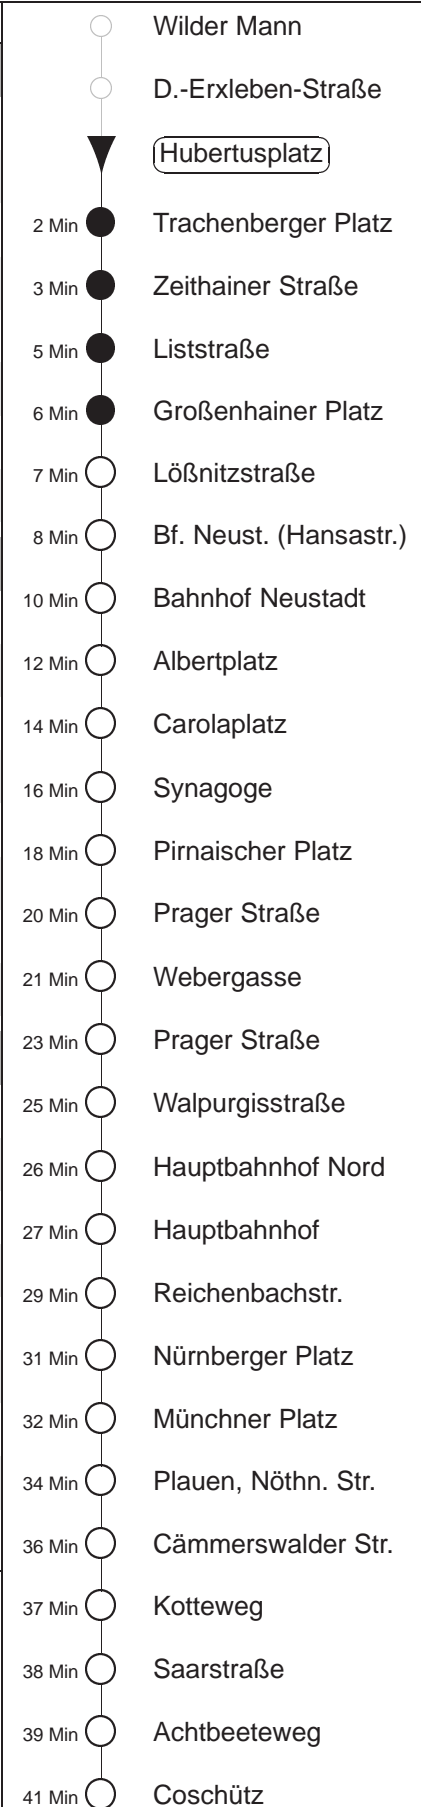 Wilder Mann
D.-Erxleben-Straße
Hubertusplatz
2 Min Trachenberger Platz
3 Min Zeithainer Straße
5 Min Liststraße
6 Min Großenhainer Platz
7 Min Lößnitzstraße
8 Min Bf. Neust. (Hansastr.)
10 Min Bahnhof Neustadt
12 Min Albertplatz
14 Min Carolaplatz
16 Min Synagoge
18 Min Pirnaischer Platz
20 Min Prager Straße
21 Min Webergasse
23 Min Prager Straße
25 Min Walpurgisstraße
26 Min Hauptbahnhof Nord
27 Min Hauptbahnhof
29 Min Reichenbachstr.
31 Min Nürnberger Platz
32 Min Münchner Platz
34 Min Plauen, Nöthn. Str.
36 Min Cämmerswalder Str.
37 Min Kotteweg
38 Min Saarstraße
39 Min Achtbeeteweg
41 Min Coschütz